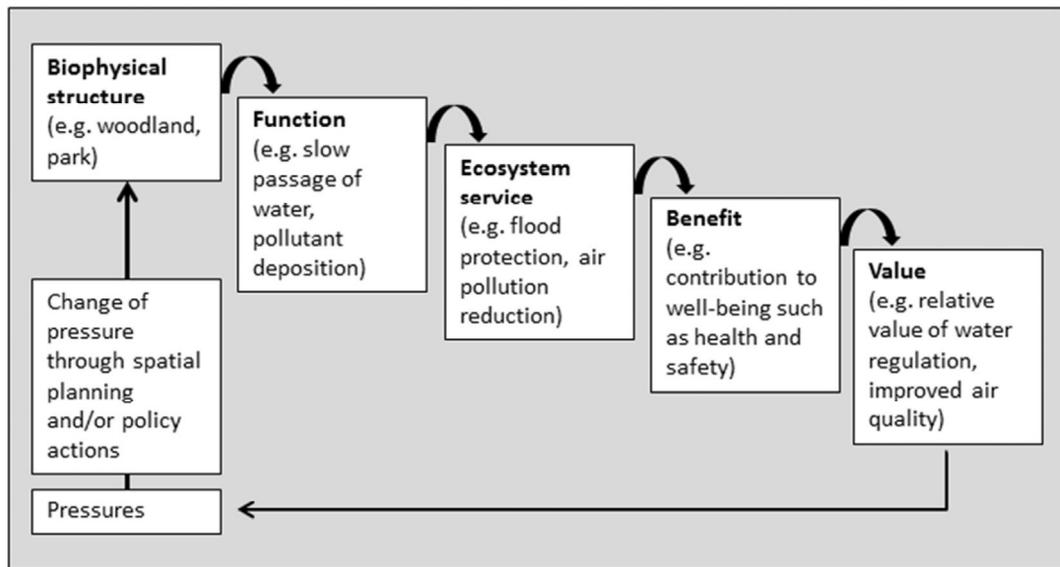 Biophysical
structure
(e.g. woodland,
park)
Function
(e.g. slow
passage of
water,
pollutant
deposition)
Ecosystem
service
(e.g. flood
protection, air
pollution
reduction)
Benefit
(e.g.
contribution to
well-being such
as health and
safety)
Value
(e.g. relative
value of water
regulation,
improved air
quality)
Change of
pressure
through spatial
planning
and/or policy
actions
Pressures